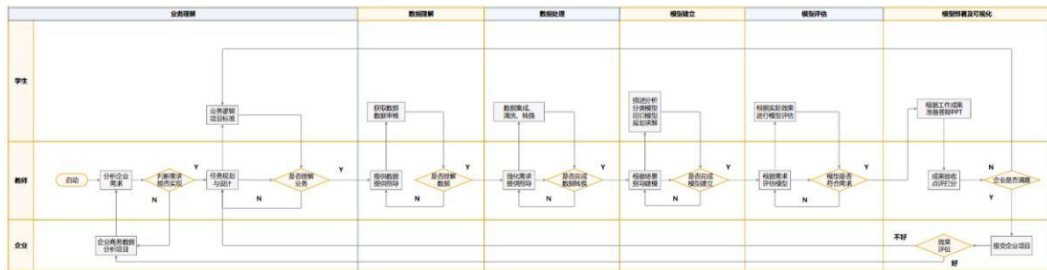 业务理解
数据理解
数据处理
模型建立
模型评估
模型部署及可视化
学生
业务逻辑
项目标准
获取数据
数据审核
数据集成、
清洗、转换
描述分析
分类模型
回归模型
规划求解
根据实际效果
进行模型评估
根据工作成果
准备答辩PPT
教师
启动
分析企业
需求
判断需求
能否实现
Y
N
任务规划
与设计
是否理解
业务
Y
N
提供数据
提供指导
是否理解
数据
Y
N
细化需求
提供指导
是否完成
数据转换
Y
N
根据场景
指导建模
是否完成
模型建立
Y
N
根据需求
评估模型
模型是否
符合需求
Y
N
成果验收
点评打分
企业是否满意
N
Y
企业
企业商务数据
分析项目
不好
效果
评估
好
提交企业项目